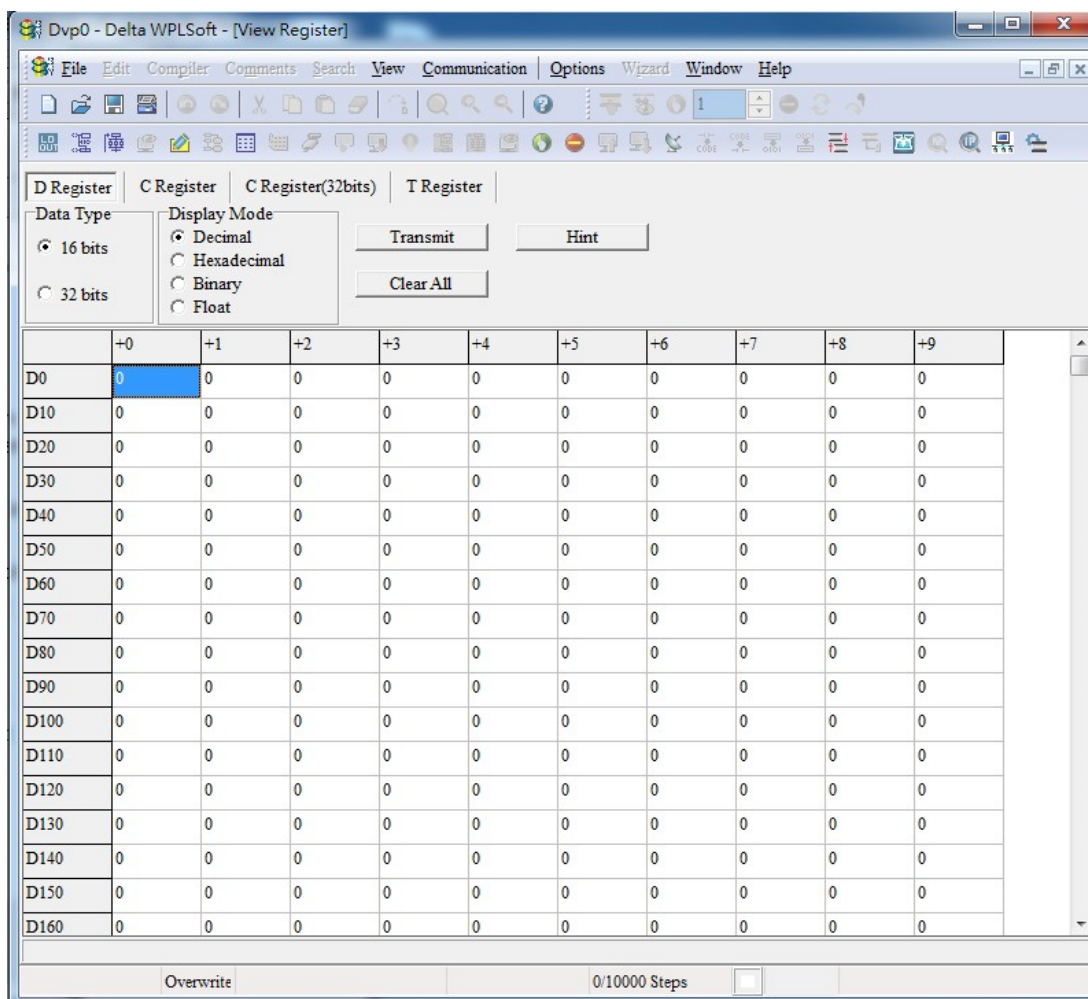 Dvp0 - Delta WPLSoft - [View Register]
File Edit Compiler Comments Search View Communication Options Wizard Window Help
1
D Register C Register C Register(32bits) T Register
Data Type Display Mode
16 bits Decimal Transmit Hint
Hexadecimal
32 bits Binary Clear All
Float
+0 +1 +2 +3 +4 +5 +6 +7 +8 +9
D0 0 0 0 0 0 0 0 0 0 0
D10 0 0 0 0 0 0 0 0 0 0
D20 0 0 0 0 0 0 0 0 0 0
D30 0 0 0 0 0 0 0 0 0 0
D40 0 0 0 0 0 0 0 0 0 0
D50 0 0 0 0 0 0 0 0 0 0
D60 0 0 0 0 0 0 0 0 0 0
D70 0 0 0 0 0 0 0 0 0 0
D80 0 0 0 0 0 0 0 0 0 0
D90 0 0 0 0 0 0 0 0 0 0
D100 0 0 0 0 0 0 0 0 0 0
D110 0 0 0 0 0 0 0 0 0 0
D120 0 0 0 0 0 0 0 0 0 0
D130 0 0 0 0 0 0 0 0 0 0
D140 0 0 0 0 0 0 0 0 0 0
D150 0 0 0 0 0 0 0 0 0 0
D160 0 0 0 0 0 0 0 0 0 0
Overwrite 0/10000 Steps